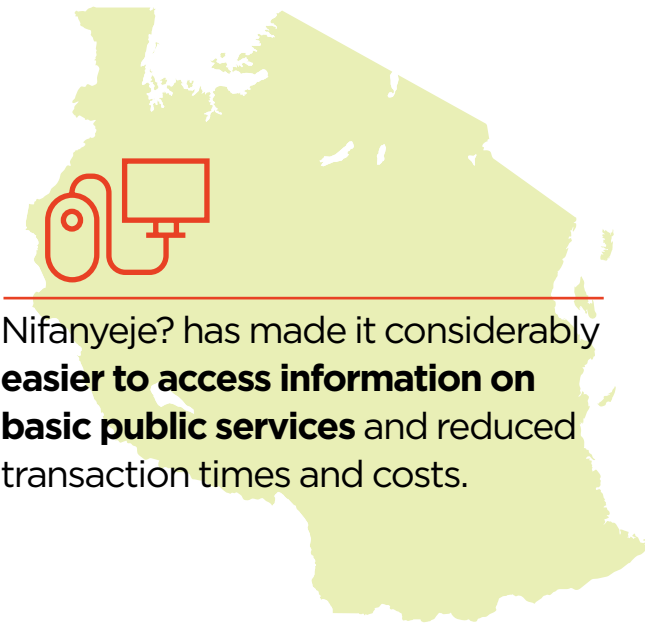 Nifanyeje? has made it considerably
easier to access information on
basic public services and reduced
transaction times and costs.